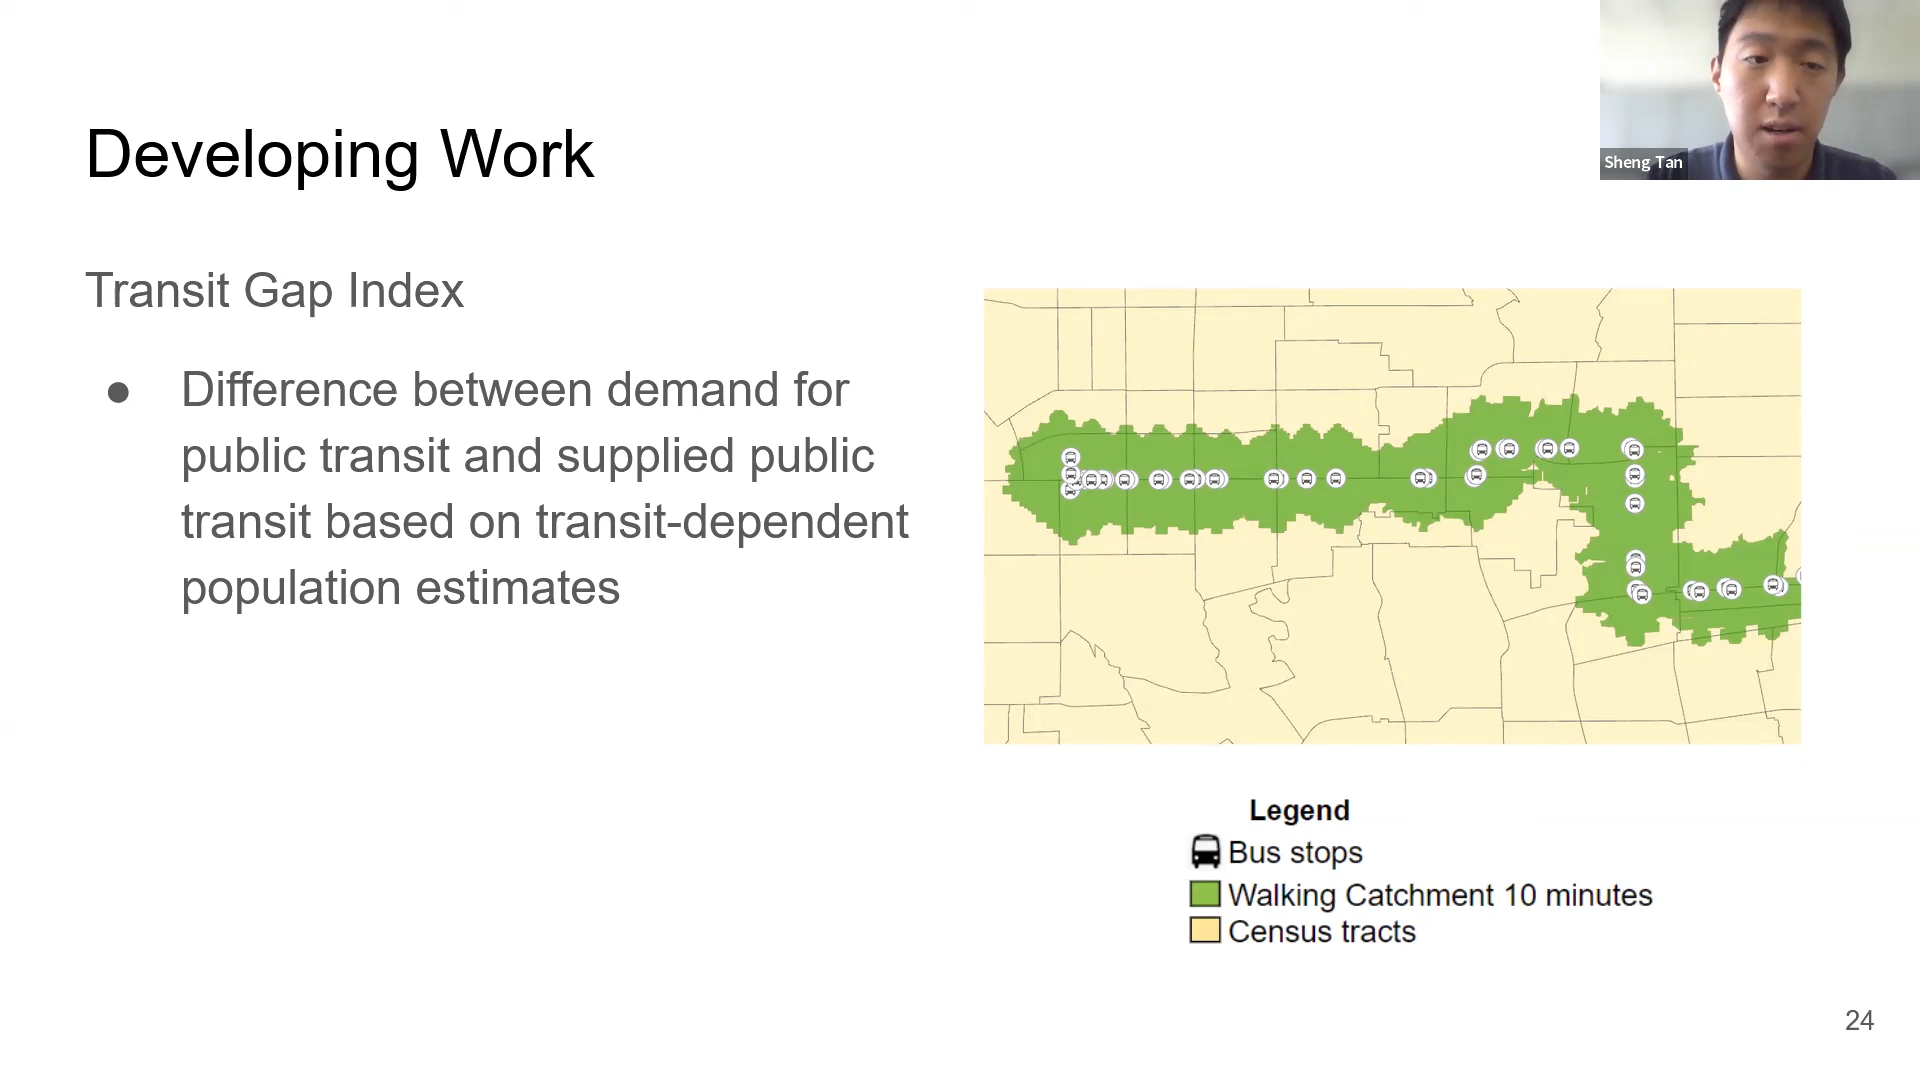 Sheng Tan
Developing Work
Transit Gap Index
● Difference between demand for
public transit and supplied public
transit based on transit-dependent
population estimates
Legend
Bus stops
Walking Catchment 10 minutes
Census tracts
24